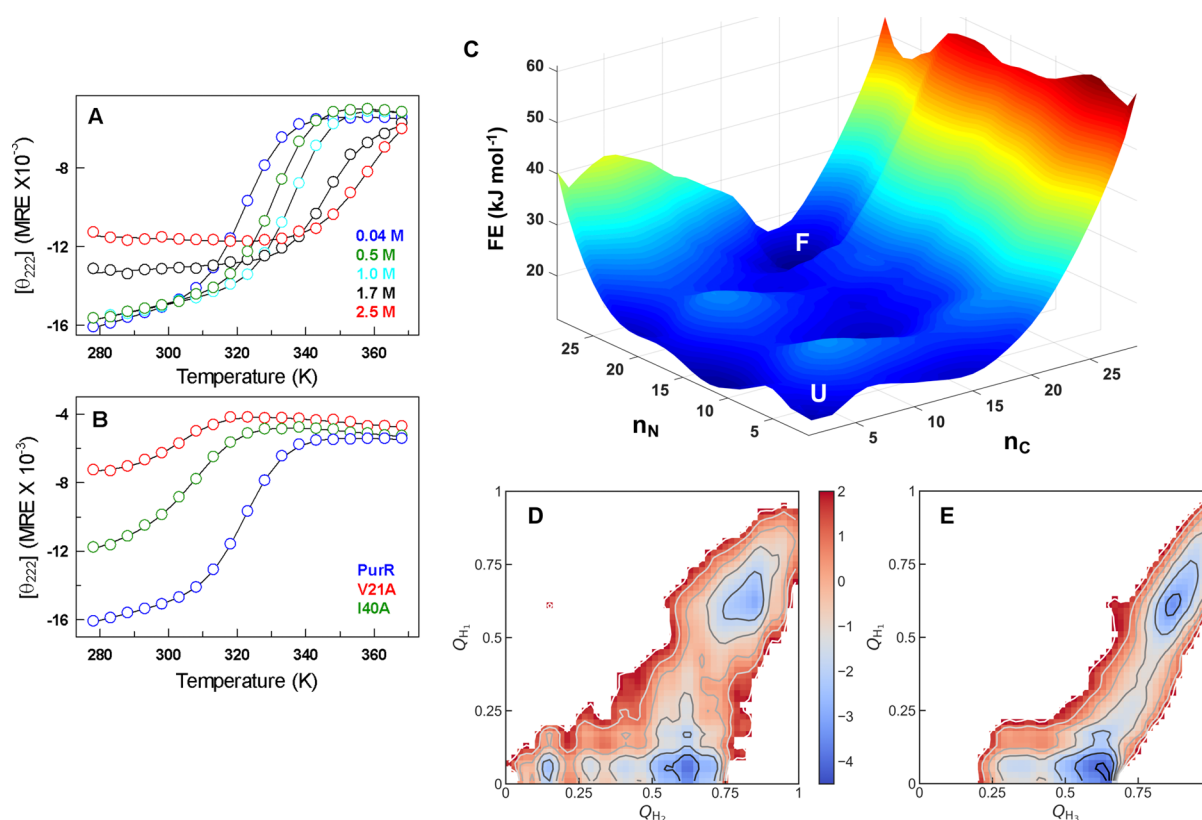 A
[θ222] (MRE X10-3)
-8
-12
-16
0.04 M
0.5 M
1.0 M
1.7 M
2.5 M
280 300 320 340 360
Temperature (K)
B
[θ222] (MRE X 10-3)
-4
-8
-12
-16
PurR
V21A
I40A
280 300 320 340 360
Temperature (K)
C
FE (kJ mol-1)
60
50
40
30
20
F
U
25
20
15
10
5
nN
5
10
15
20
25
nC
D
QH1
1
0.75
0.5
0.25
0
0 0.25 0.5 0.75 1
QH2
2
1
0
-1
-2
-3
-4
E
QH1
1
0.75
0.5
0.25
0
0 0.25 0.5 0.75
QH3